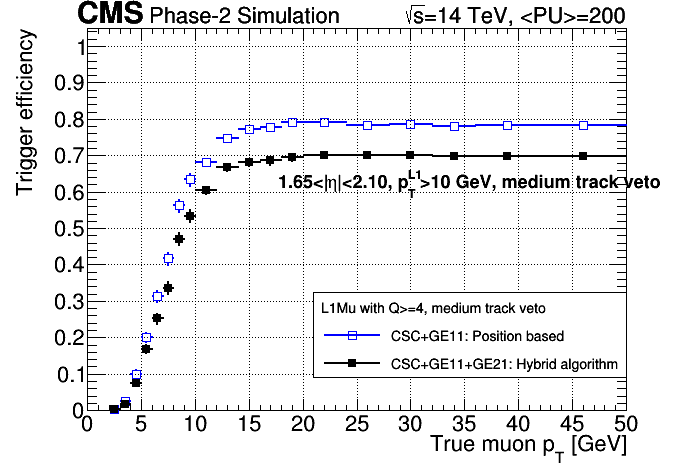 CMS Phase-2 Simulation √s=14 TeV, <PU>=200
Trigger efficiency
1
0.9
0.8
0.7
0.6
0.5
0.4
0.3
0.2
0.1
0
1.65<|η|<2.10, p_T^L1>10 GeV, medium track veto
L1Mu with Q>=4, medium track veto
CSC+GE11: Position based
CSC+GE11+GE21: Hybrid algorithm
0 5 10 15 20 25 30 35 40 45 50
True muon p_T [GeV]